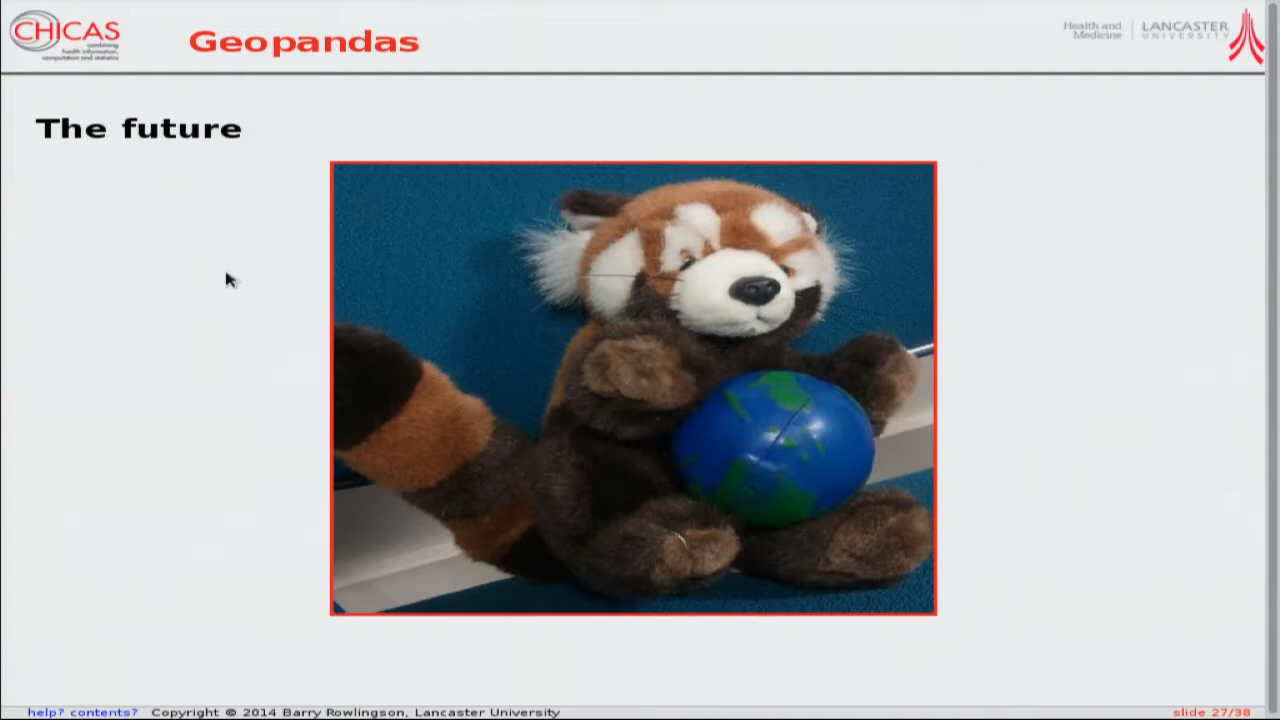 CHICAS
combining
health information,
computation and statistics
Geopandas
Health and
Medicine
LANCASTER
UNIVERSITY
The future
help? contents? Copyright © 2014 Barry Rowlingson, Lancaster University
slide 27/38